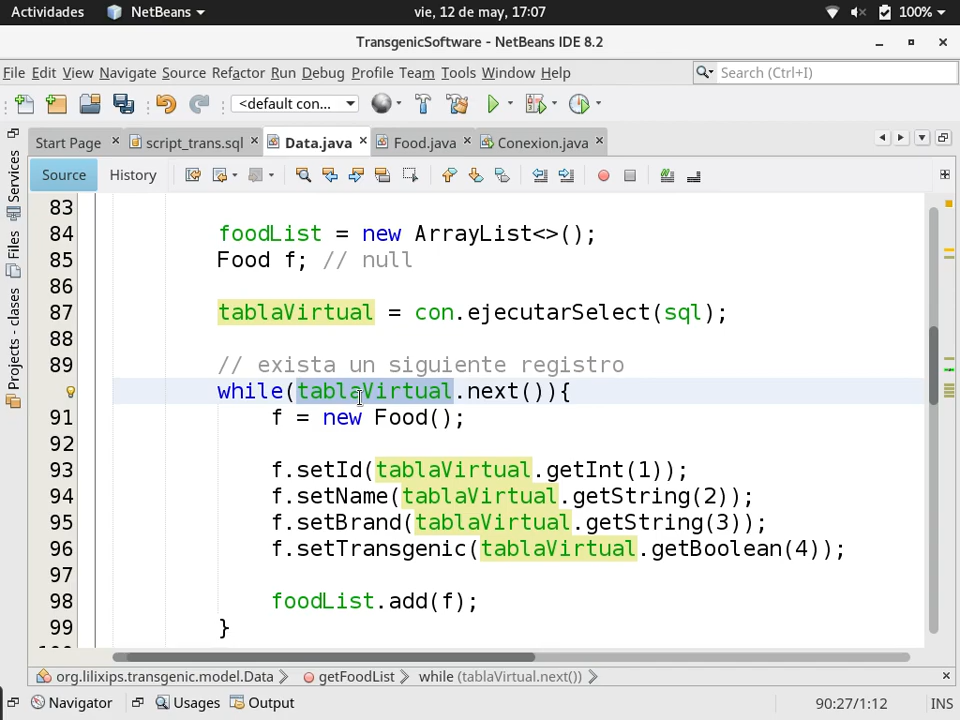 Actividades NetBeans vie, 12 de may, 17:07 100%
TransgenicSoftware - NetBeans IDE 8.2
File Edit View Navigate Source Refactor Run Debug Profile Team Tools Window Help Search (Ctrl+I)
<default con...
Start Page script_trans.sql Data.java Food.java Conexion.java
Source History
Services
Files
Projects - clases
83
84 foodList = new ArrayList<>();
85 Food f; // null
86
87 tablaVirtual = con.ejecutarSelect(sql);
88
89 // exista un siguiente registro
while(tablaVirtual.next()){
91 f = new Food();
92
93 f.setId(tablaVirtual.getInt(1));
94 f.setName(tablaVirtual.getString(2));
95 f.setBrand(tablaVirtual.getString(3));
96 f.setTransgenic(tablaVirtual.getBoolean(4));
97
98 foodList.add(f);
99 }
org.lilixips.transgenic.model.Data getFoodList while (tablaVirtual.next())
Navigator Usages Output 90:27/1:12 INS